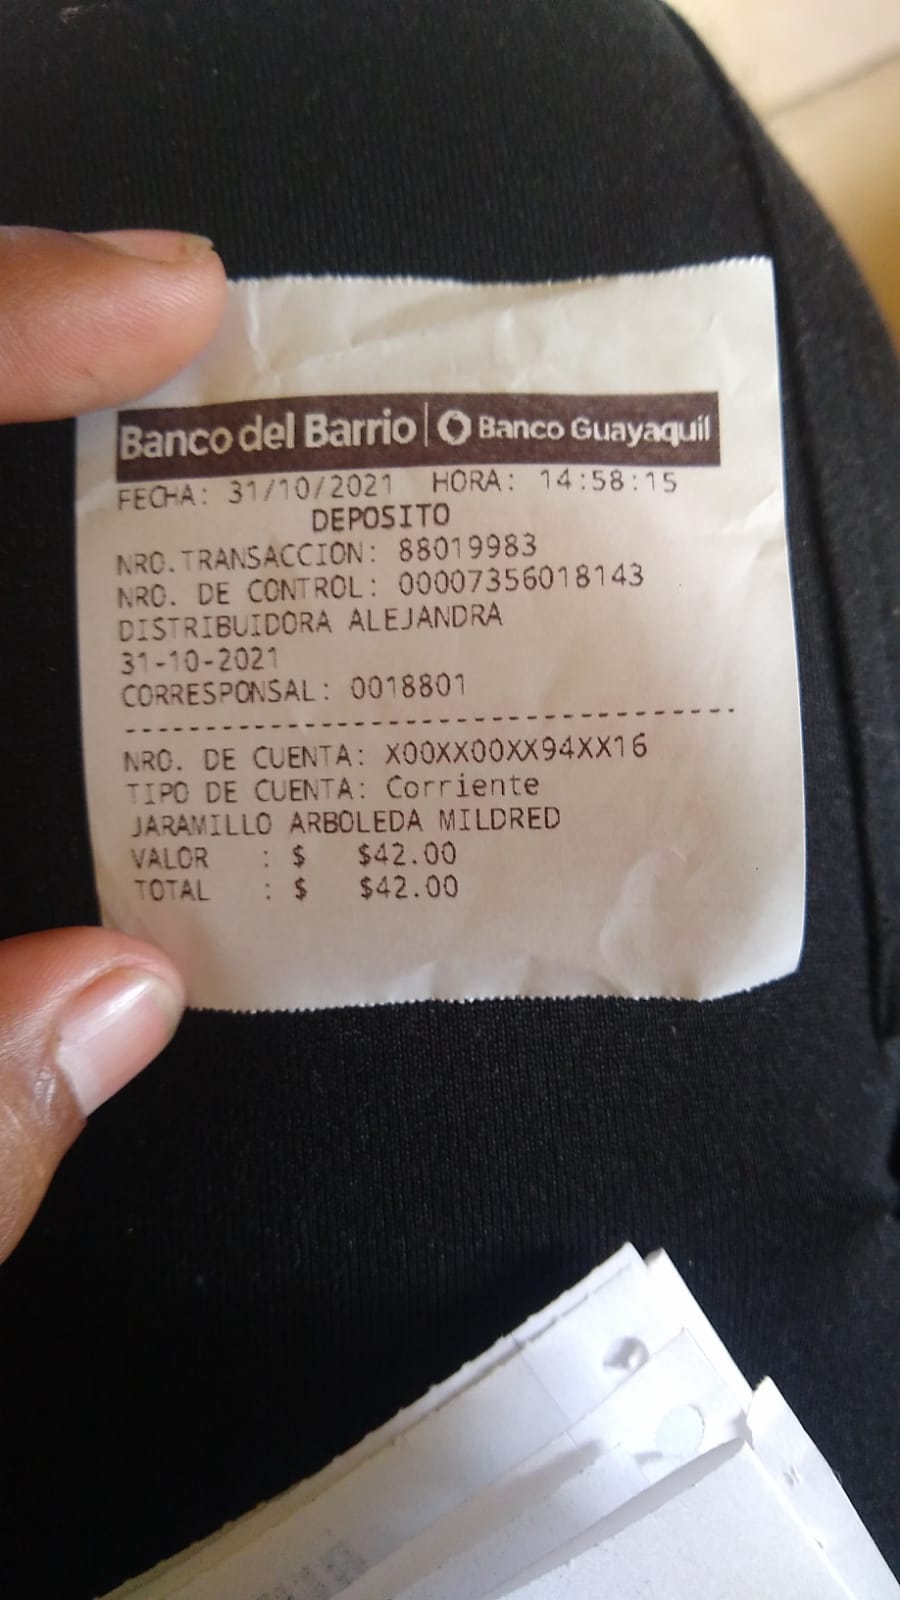 Banco del Barrio | Banco Guayaquil
FECHA: 31/10/2021 HORA: 14:58:15
DEPOSITO
NRO.TRANSACCION: 88019983
NRO. DE CONTROL: 00007356018143
DISTRIBUIDORA ALEJANDRA
31-10-2021
CORRESPONSAL: 0018801
------------------------------------
NRO. DE CUENTA: X00XX00XX94XX16
TIPO DE CUENTA: Corriente
JARAMILLO ARBOLEDA MILDRED
VALOR : $ $42.00
TOTAL : $ $42.00